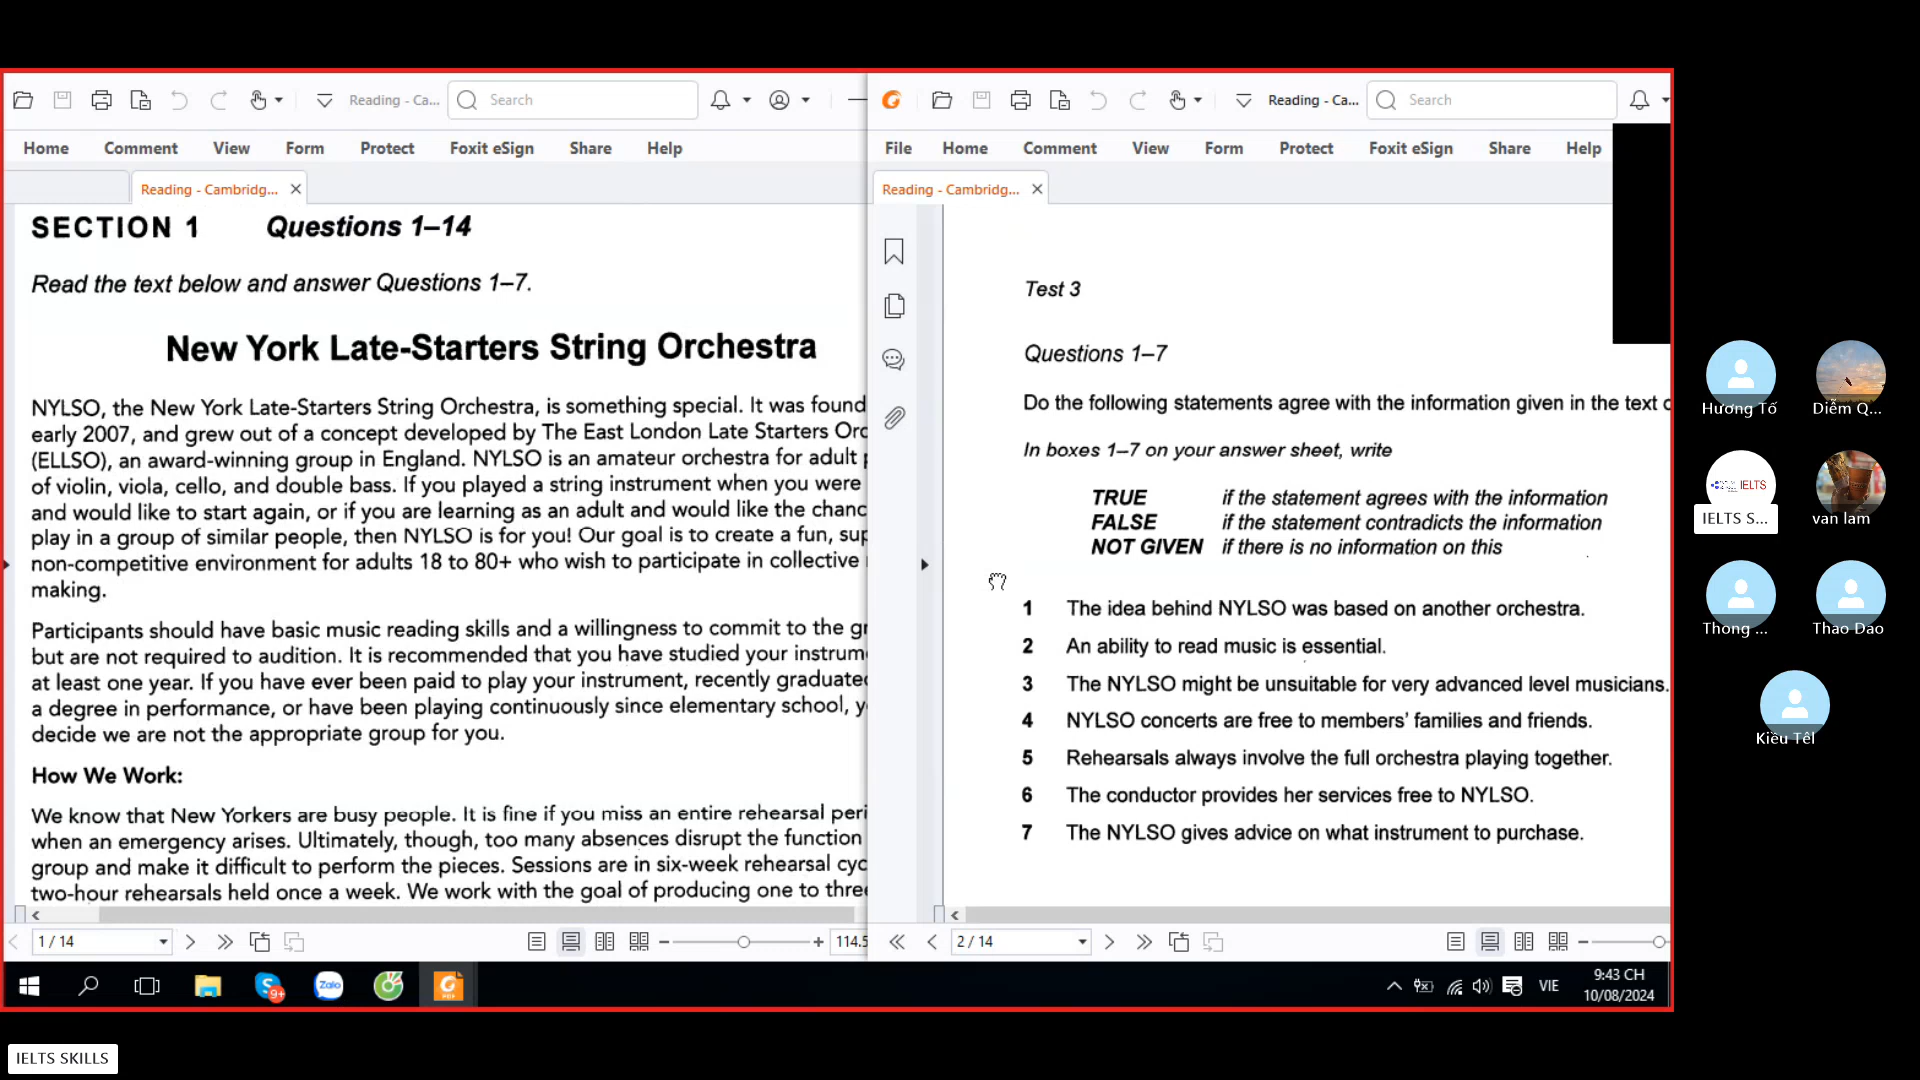 Reading - Ca...
Search
Home
Comment
View
Form
Protect
Foxit eSign
Share
Help
Reading - Cambridg...
SECTION 1 Questions 1–14
Read the text below and answer Questions 1–7.
New York Late-Starters String Orchestra
NYLSO, the New York Late-Starters String Orchestra, is something special. It was found
early 2007, and grew out of a concept developed by The East London Late Starters Orc
(ELLSO), an award-winning group in England. NYLSO is an amateur orchestra for adult
of violin, viola, cello, and double bass. If you played a string instrument when you were
and would like to start again, or if you are learning as an adult and would like the chanc
play in a group of similar people, then NYLSO is for you! Our goal is to create a fun, sup
non-competitive environment for adults 18 to 80+ who wish to participate in collective
making.
Participants should have basic music reading skills and a willingness to commit to the gr
but are not required to audition. It is recommended that you have studied your instrum
at least one year. If you have ever been paid to play your instrument, recently graduated
a degree in performance, or have been playing continuously since elementary school, y
decide we are not the appropriate group for you.
How We Work:
We know that New Yorkers are busy people. It is fine if you miss an entire rehearsal peri
when an emergency arises. Ultimately, though, too many absences disrupt the function
group and make it difficult to perform the pieces. Sessions are in six-week rehearsal cyc
two-hour rehearsals held once a week. We work with the goal of producing one to three
1 / 14
114.5
Reading - Ca...
Search
File
Home
Comment
View
Form
Protect
Foxit eSign
Share
Help
Reading - Cambridg...
Test 3
Questions 1–7
Do the following statements agree with the information given in the text
In boxes 1–7 on your answer sheet, write
TRUE if the statement agrees with the information
FALSE if the statement contradicts the information
NOT GIVEN if there is no information on this
1 The idea behind NYLSO was based on another orchestra.
2 An ability to read music is essential.
3 The NYLSO might be unsuitable for very advanced level musicians.
4 NYLSO concerts are free to members' families and friends.
5 Rehearsals always involve the full orchestra playing together.
6 The conductor provides her services free to NYLSO.
7 The NYLSO gives advice on what instrument to purchase.
2 / 14
9+
Zalo
PDF
VIE
9:43 CH
10/08/2024
Hương Tố
Diễm Q...
IELTS
IELTS S...
van lam
Thong ...
Thao Dao
Kiều Têl
IELTS SKILLS